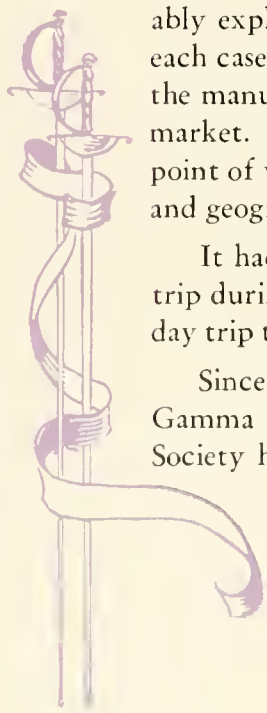 ably expl
each case
the manu
market.
point of v
and geog
It had
trip duri
day trip t
Since
Gamma
Society h